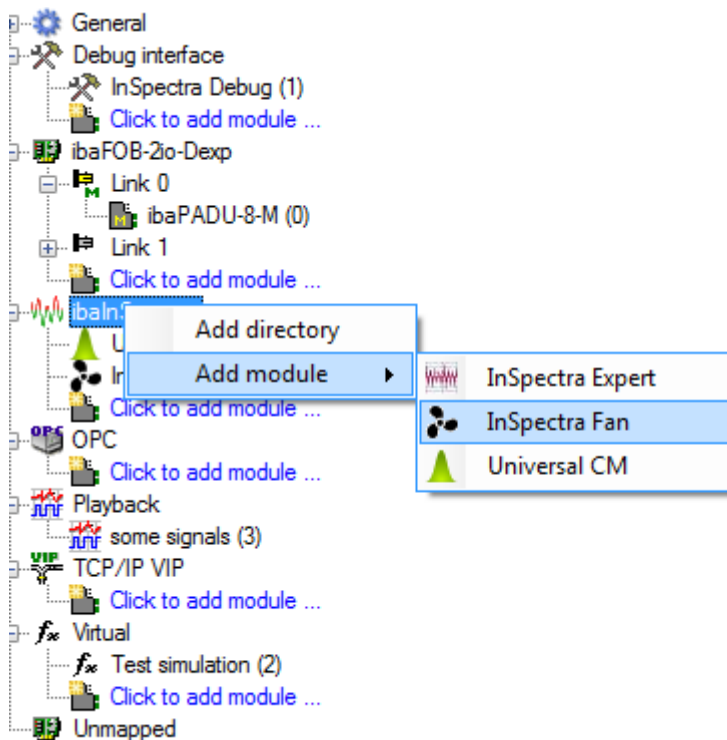 General
Debug interface
InSpectra Debug (1)
Click to add module ...
ibaFOB-2io-Dexp
Link 0
ibaPADU-8-M (0)
Link 1
Click to add module ...
Add directory
Add module
InSpectra Expert
InSpectra Fan
Universal CM
Click to add module ...
OPC
Click to add module ...
Playback
some signals (3)
TCP/IP VIP
Click to add module ...
Virtual
Test simulation (2)
Click to add module ...
Unmapped